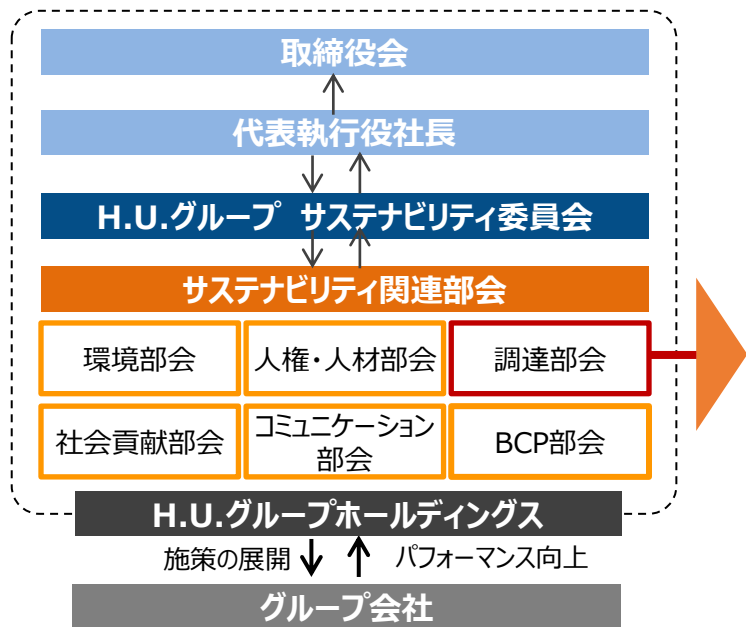 取締役会
代表執行役社長
H.U.グループ サステナビリティ委員会
サステナビリティ関連部会
環境部会
人権・人材部会
調達部会
社会貢献部会
コミュニケーション
部会
BCP部会
H.U.グループホールディングス
施策の展開
パフォーマンス向上
グループ会社